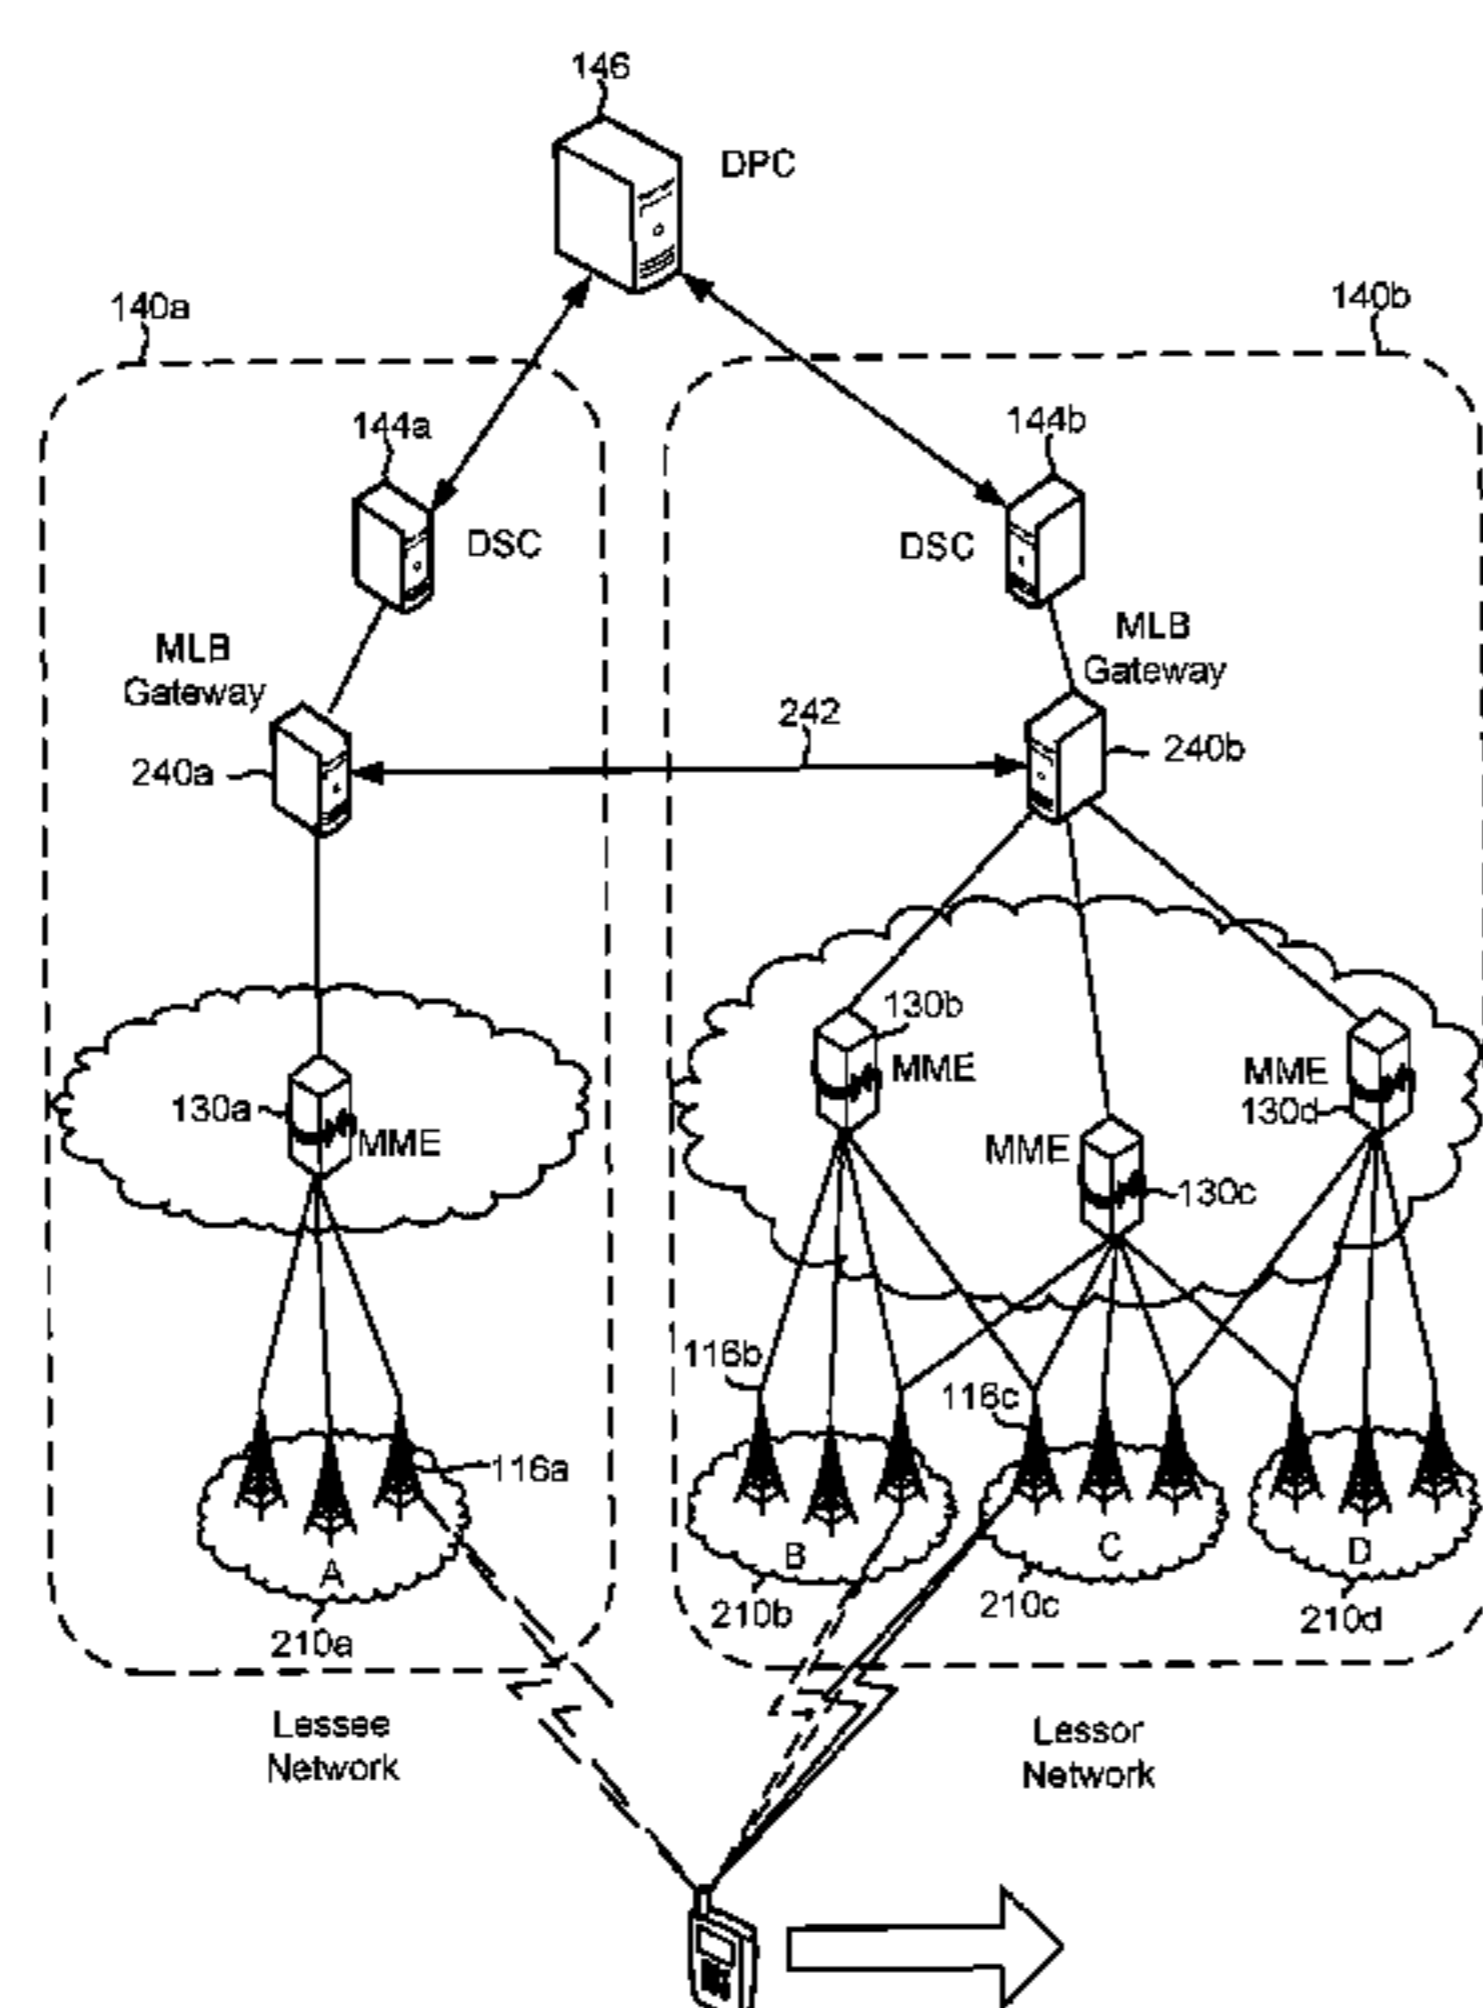 146
DPC
140a
140b
144a
144b
DSC
DSC
MLB
Gateway
MLB
Gateway
242
240a
240b
130b
MME
MME
130d
130a
MME
MME
130c
116b
116c
116a
A
B
C
D
210a
210b
210c
210d
Lessee
Network
Lessor
Network